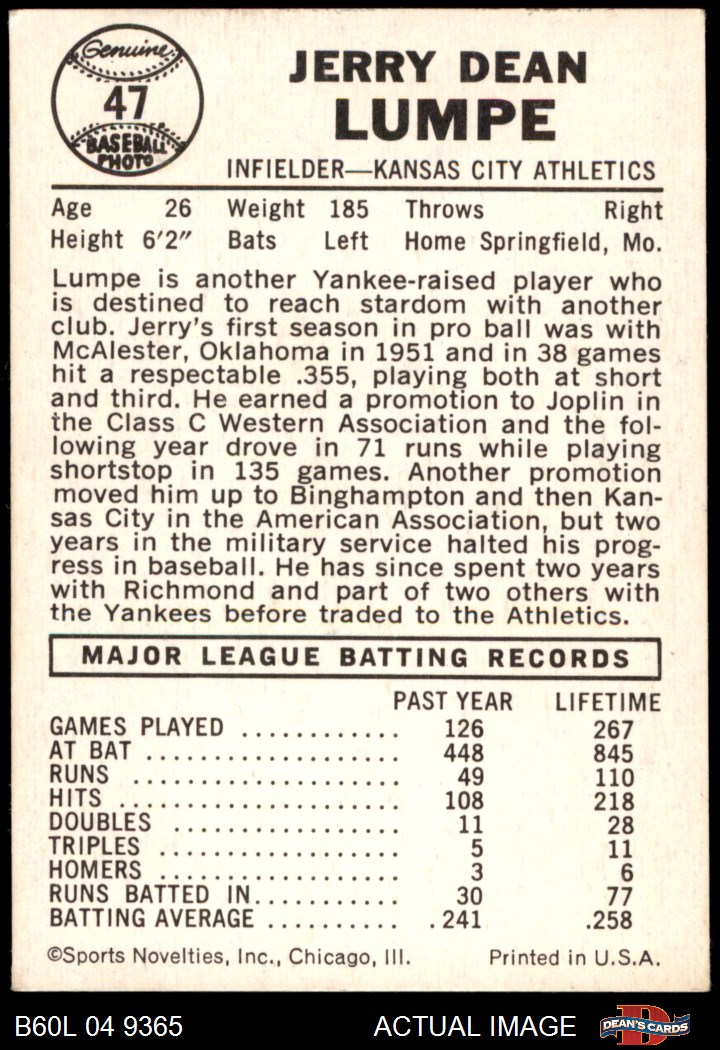 Genuine
47
BASEBALL
PHOTO
JERRY DEAN
LUMPE
INFIELDER—KANSAS CITY ATHLETICS
Age 26 Weight 185 Throws Right
Height 6'2" Bats Left Home Springfield, Mo.
Lumpe is another Yankee-raised player who
is destined to reach stardom with another
club. Jerry's first season in pro ball was with
McAlester, Oklahoma in 1951 and in 38 games
hit a respectable .355, playing both at short
and third. He earned a promotion to Joplin in
the Class C Western Association and the fol-
lowing year drove in 71 runs while playing
shortstop in 135 games. Another promotion
moved him up to Binghampton and then Kan-
sas City in the American Association, but two
years in the military service halted his prog-
ress in baseball. He has since spent two years
with Richmond and part of two others with
the Yankees before traded to the Athletics.
MAJOR LEAGUE BATTING RECORDS
PAST YEAR LIFETIME
GAMES PLAYED ............ 126 267
AT BAT .................... 448 845
RUNS ..................... 49 110
HITS ...................... 108 218
DOUBLES ................. 11 28
TRIPLES .................. 5 11
HOMERS .................. 3 6
RUNS BATTED IN........... 30 77
BATTING AVERAGE .......... .241 .258
©Sports Novelties, Inc., Chicago, Ill. Printed in U.S.A.
B60L 04 9365 ACTUAL IMAGE DEAN'S CARDS